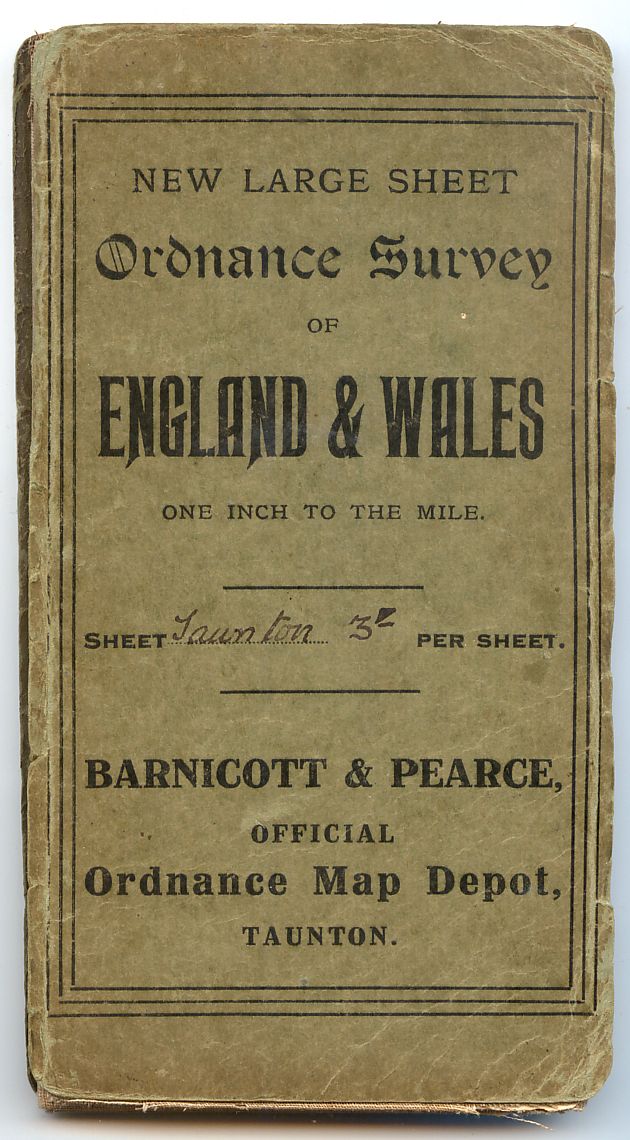 NEW LARGE SHEET
Ordnance Survey
OF
ENGLAND & WALES
ONE INCH TO THE MILE.
SHEET Taunton 3/- PER SHEET.
BARNICOTT & PEARCE,
OFFICIAL
Ordnance Map Depot,
TAUNTON.